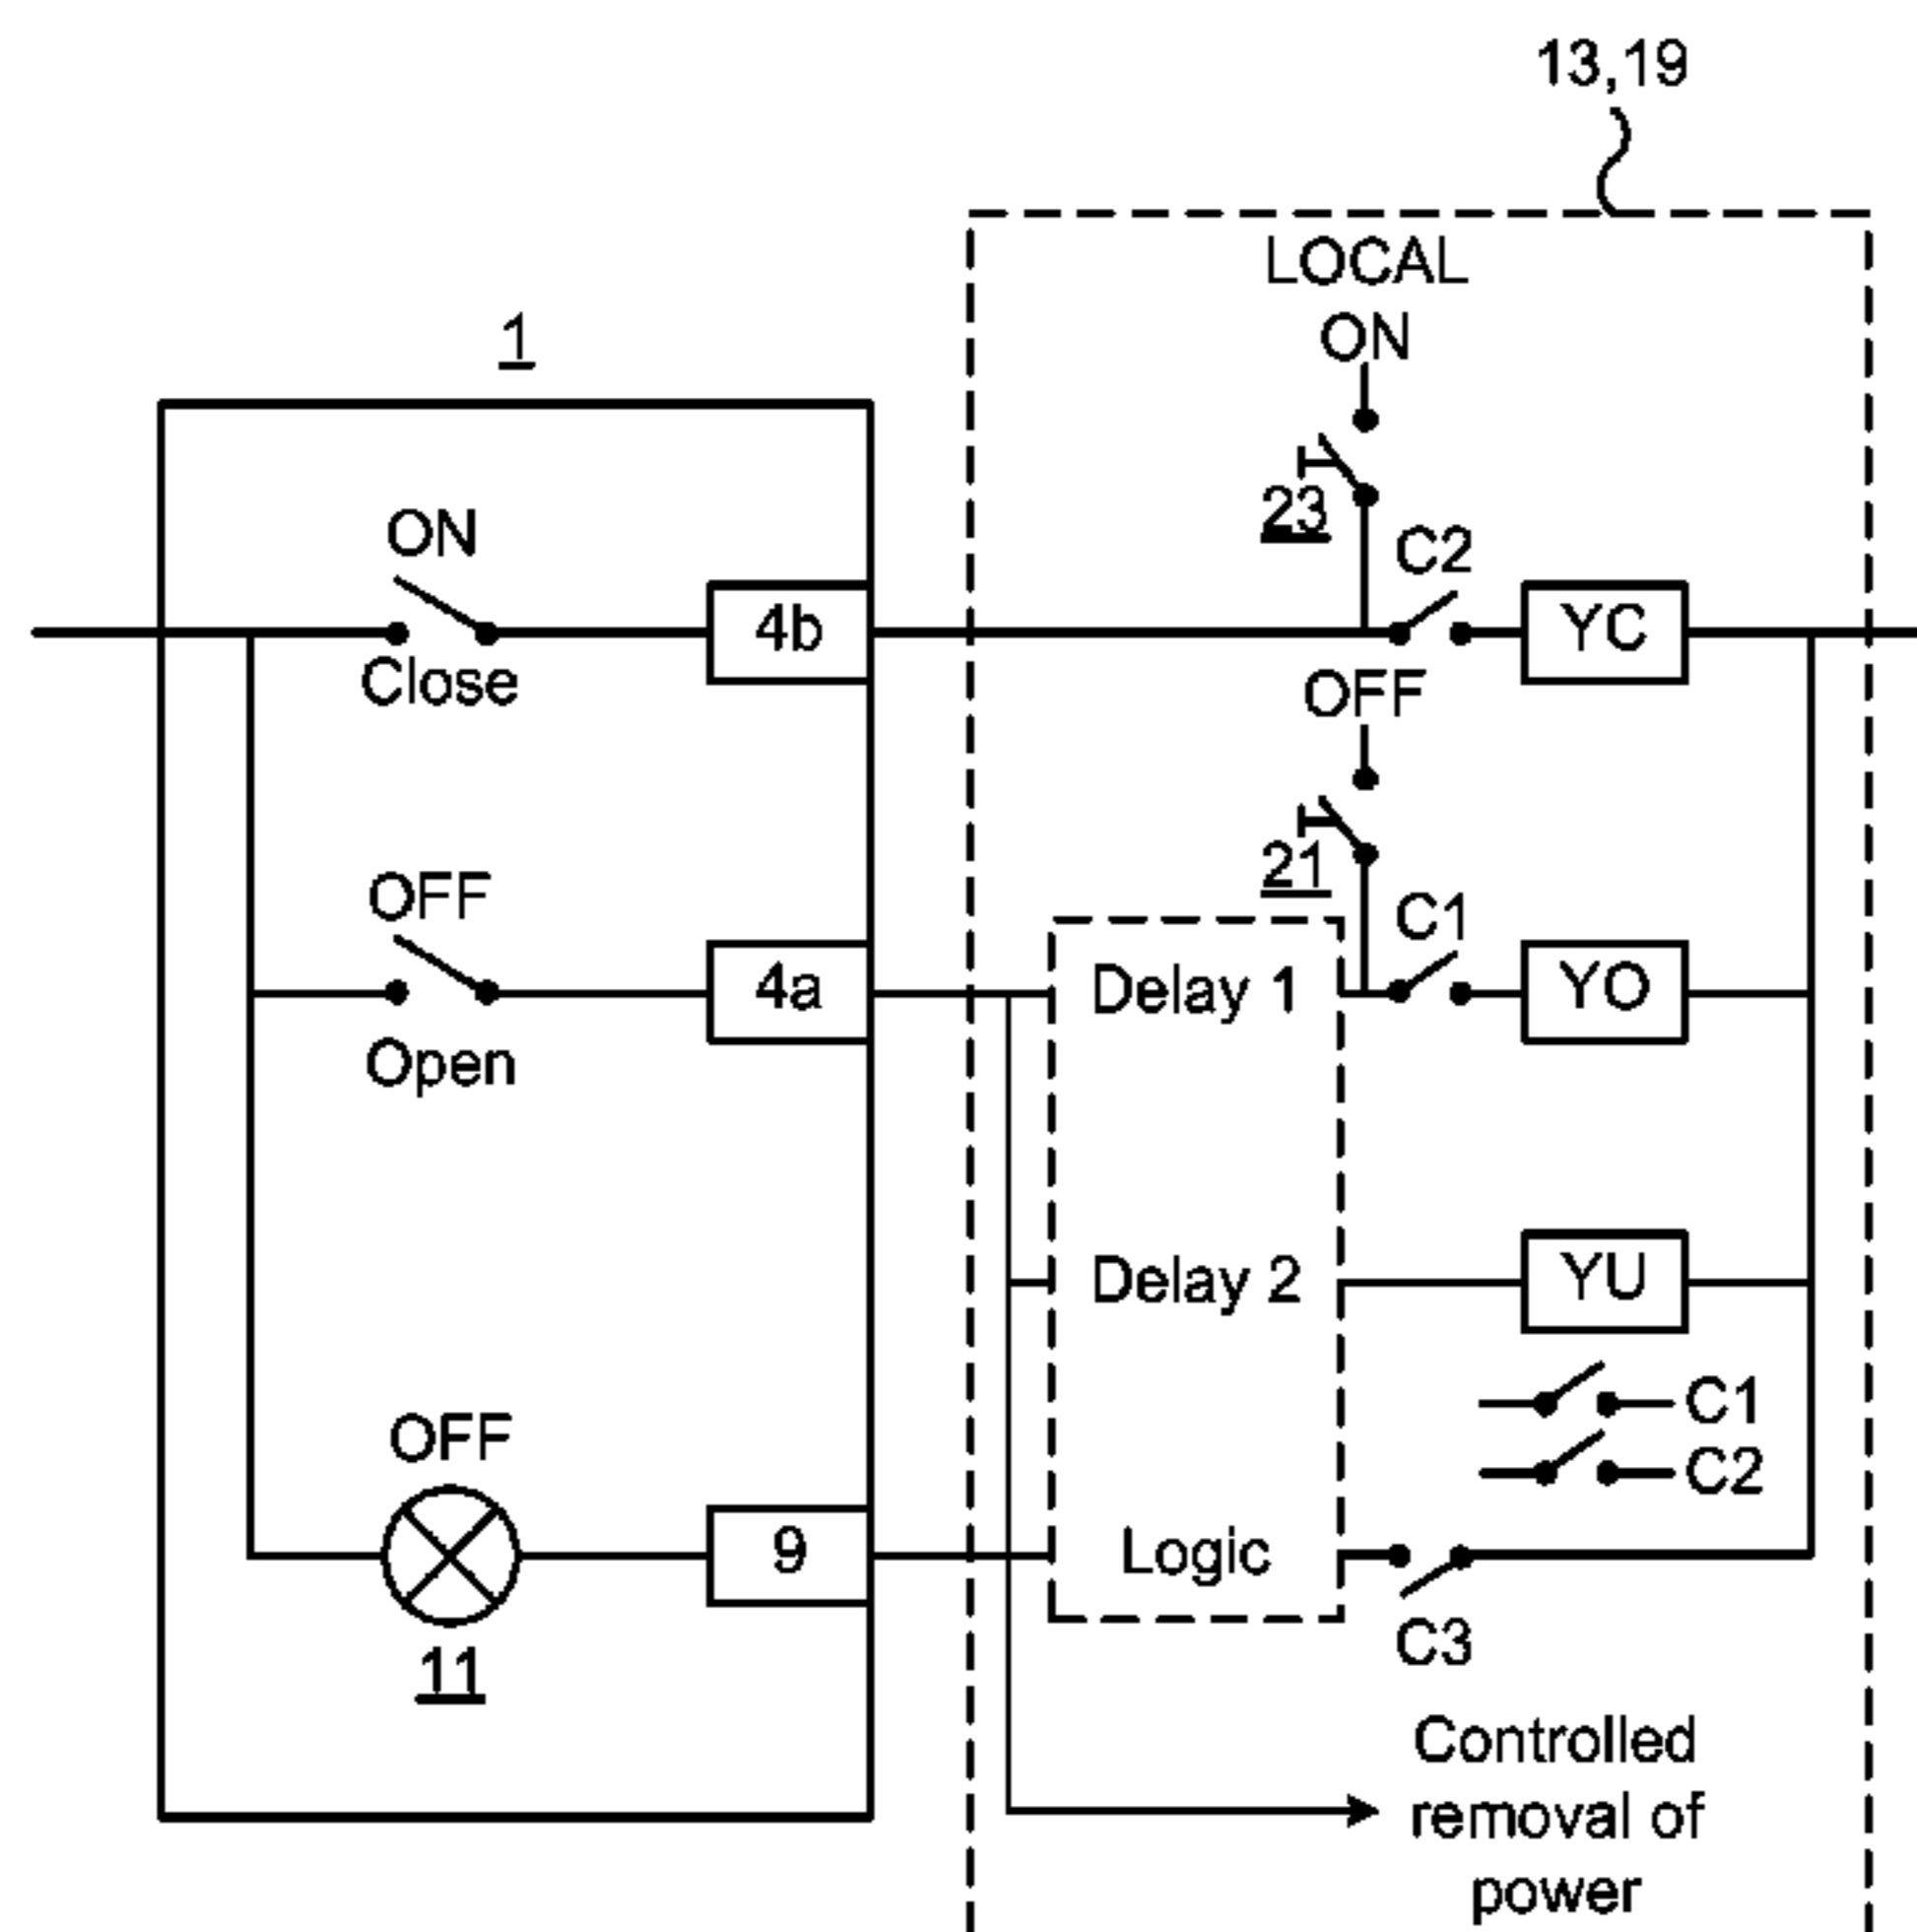 13,19
LOCAL
ON
1
23
ON
C2
4b
YC
Close
OFF
21
OFF
C1
4a
Delay 1
YO
Open
Delay 2
YU
C1
OFF
C2
9
Logic
C3
11
Controlled
removal of
power